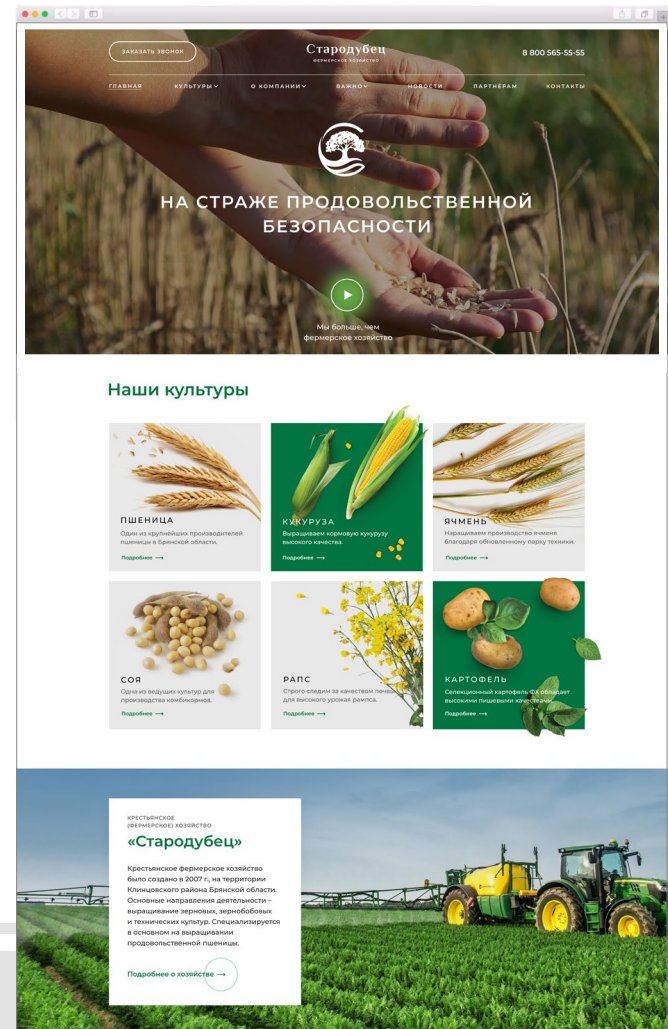 ЗАКАЗАТЬ ЗВОНОК
Стародубец
ФЕРМЕРСКОЕ ХОЗЯЙСТВО
8 800 565-55-55
ГЛАВНАЯ КУЛЬТУРЫ О КОМПАНИИ ВАЖНО НОВОСТИ ПАРТНЁРАМ КОНТАКТЫ
НА СТРАЖЕ ПРОДОВОЛЬСТВЕННОЙ
БЕЗОПАСНОСТИ
Мы больше, чем
фермерское хозяйство
Наши культуры
ПШЕНИЦА
Один из крупнейших производителей
пшеницы в Брянской области.
Подробнее →
КУКУРУЗА
Выращиваем кормовую кукурузу
высокого качества.
Подробнее →
ЯЧМЕНЬ
Наращиваем производство ячменя
благодаря обновленному парку техники.
Подробнее →
СОЯ
Одна из ведущих культур для
производства комбикормов.
Подробнее →
РАПС
Строго следим за качеством почвы
для высокого урожая рампса.
Подробнее →
КАРТОФЕЛЬ
Селекционный картофель ФХ обладает
высокими пишевыми качествами.
Подробнее →
КРЕСТЬЯНСКОЕ
(ФЕРМЕРСКОЕ) ХОЗЯЙСТВО
«Стародубец»
Крестьянское фермерское хозяйство
было создано в 2007 г., на территории
Клинцовского района Брянской области.
Основные направления деятельности –
выращивание зерновых, зернобобовых
и технических культур. Специализируется
в основном на выращивании
продовольственной пшеницы.
Подробнее о хозяйстве →